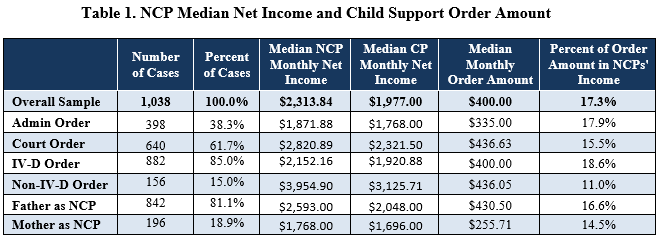 Table 1. NCP Median Net Income and Child Support Order Amount
Number of Cases Percent of Cases Median NCP Monthly Net Income Median CP Monthly Net Income Median Monthly Order Amount Percent of Order Amount in NCPs' Income
Overall Sample 1,038 100.0% $2,313.84 $1,977.00 $400.00 17.3%
Admin Order 398 38.3% $1,871.88 $1,768.00 $335.00 17.9%
Court Order 640 61.7% $2,820.89 $2,321.50 $436.63 15.5%
IV-D Order 882 85.0% $2,152.16 $1,920.88 $400.00 18.6%
Non-IV-D Order 156 15.0% $3,954.90 $3,125.71 $436.05 11.0%
Father as NCP 842 81.1% $2,593.00 $2,048.00 $430.50 16.6%
Mother as NCP 196 18.9% $1,768.00 $1,696.00 $255.71 14.5%